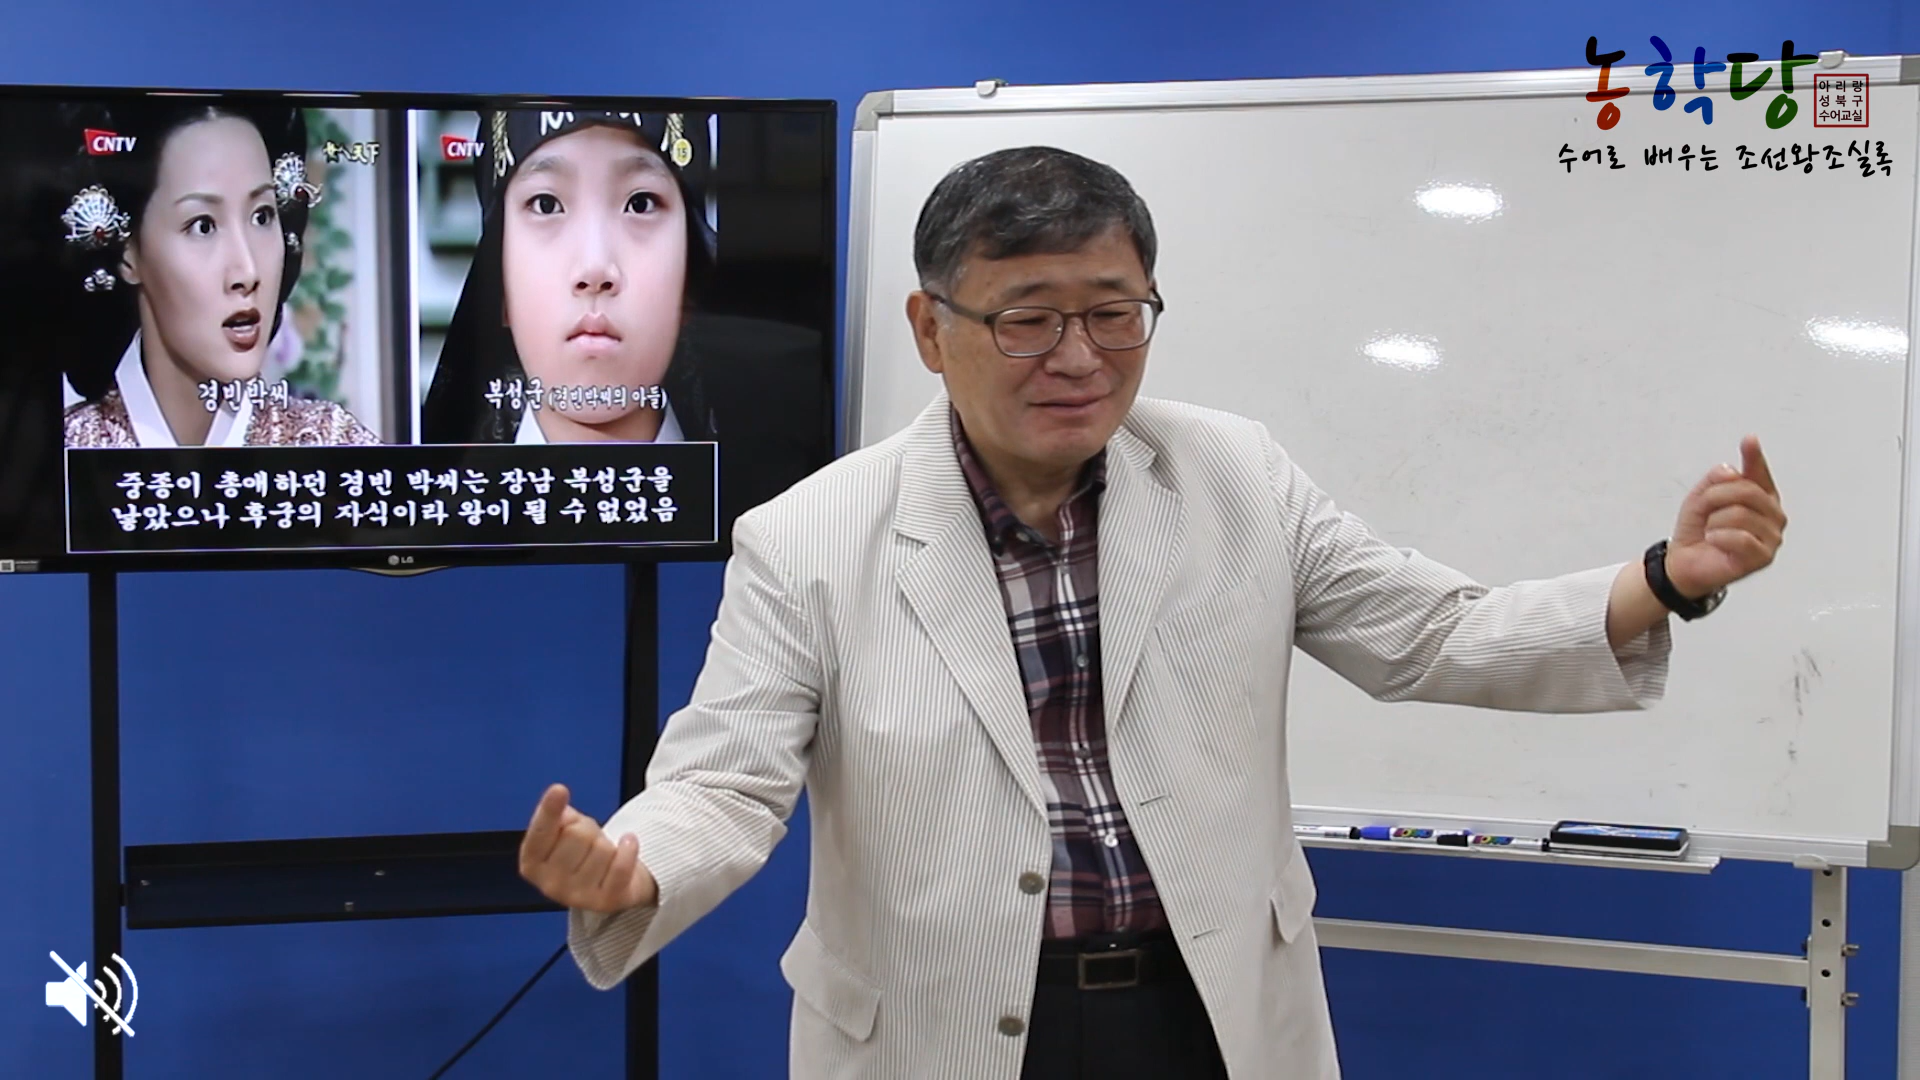 농학당
아리랑
성북구
수어교실
수어로 배우는 조선왕조실록
CNTV
CNTV
15
경빈박씨
복성군 (경빈박씨의 아들)
중종이 총애하던 경빈 박씨는 장남 복성군을
낳았으나 후궁의 자식이라 왕이 될 수 없었음
LG